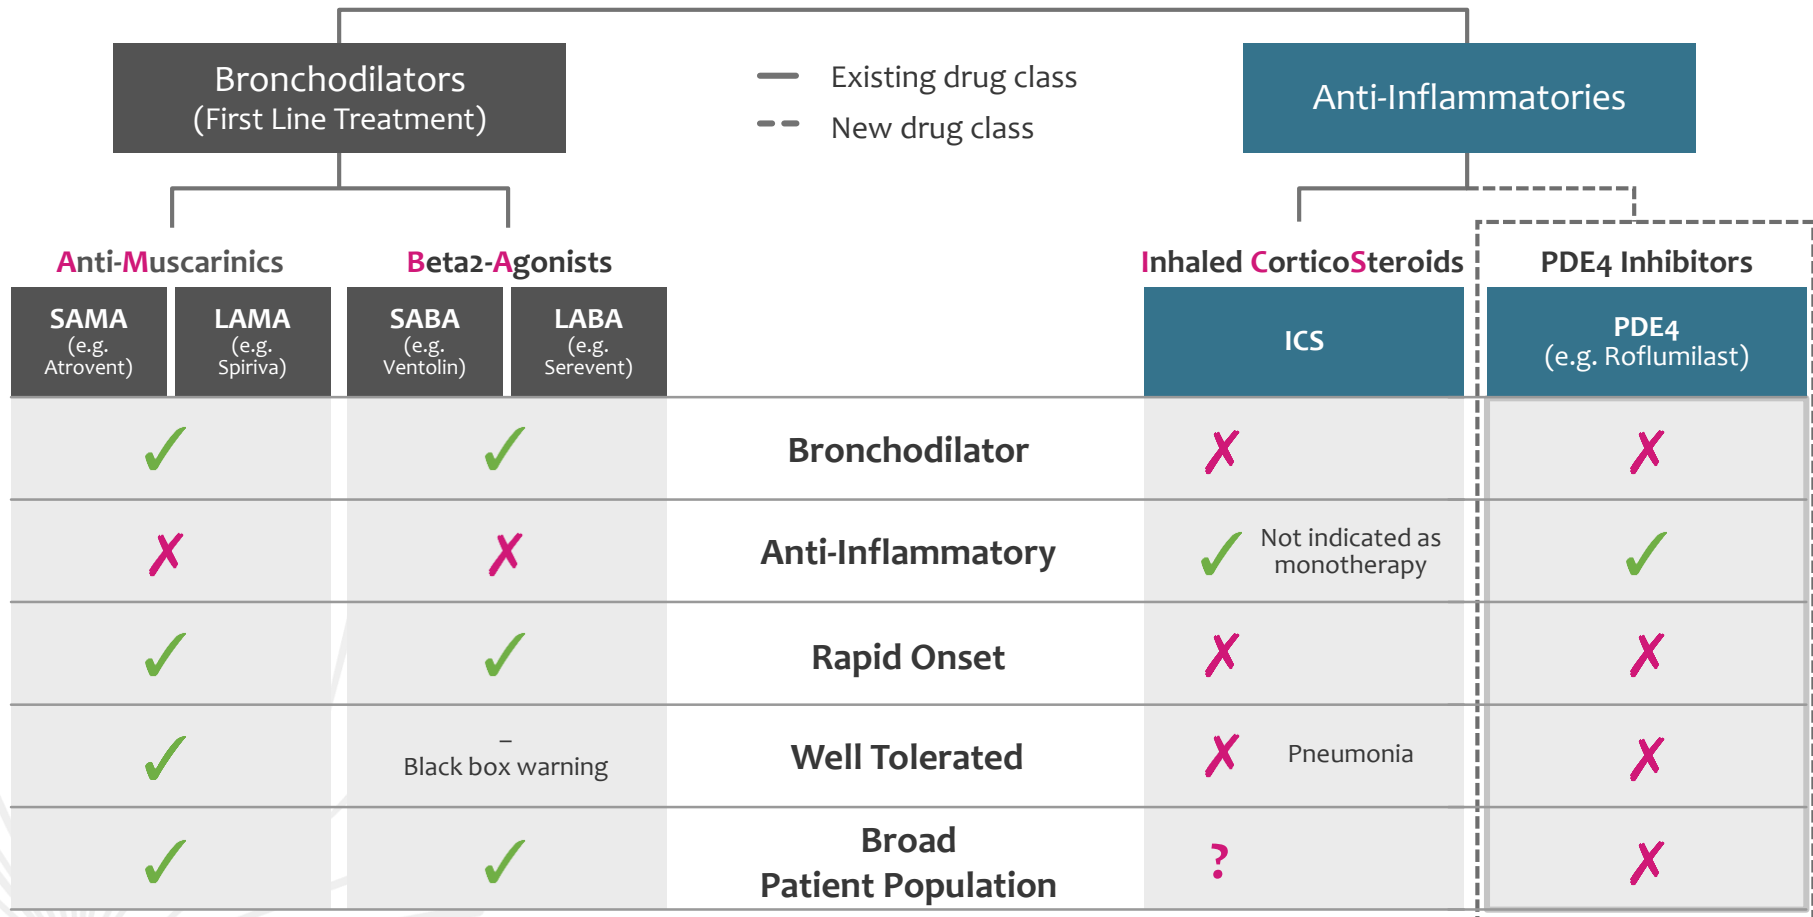 Bronchodilators
(First Line Treatment)
Existing drug class
New drug class
Anti-Inflammatories
Anti-Muscarinics
Beta2-Agonists
Inhaled CorticoSteroids
PDE4 Inhibitors
SAMA
(e.g.
Atrovent)
LAMA
(e.g.
Spiriva)
SABA
(e.g.
Ventolin)
LABA
(e.g.
Serevent)
ICS
PDE4
(e.g. Roflumilast)
✓ ✓ Bronchodilator ✗ ✗
✗ ✗ Anti-Inflammatory ✓ Not indicated as
monotherapy ✓
✓ ✓ Rapid Onset ✗ ✗
✓ –
Black box warning
Well Tolerated ✗ Pneumonia ✗
✓ ✓ Broad
Patient Population ? ✗